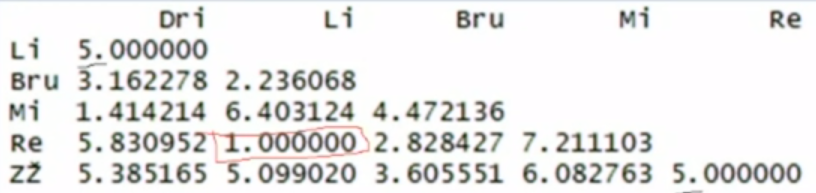 Dri Li Bru Mi Re
Li 5.000000
Bru 3.162278 2.236068
Mi 1.414214 6.403124 4.472136
Re 5.830952 1.000000 2.828427 7.211103
ZŽ 5.385165 5.099020 3.605551 6.082763 5.000000